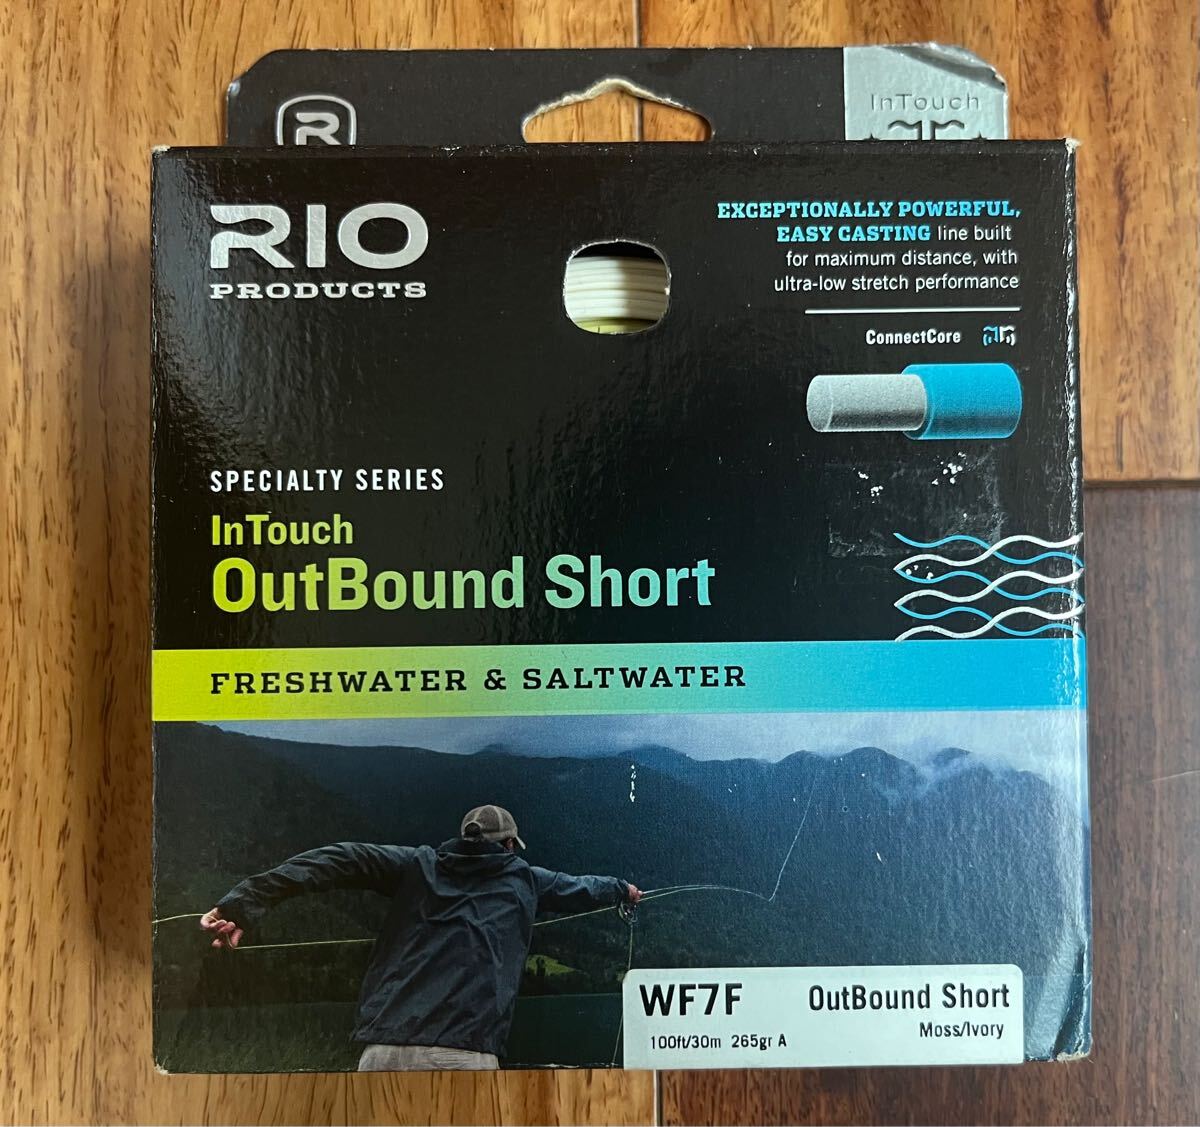 R
InTouch
RIO
PRODUCTS
EXCEPTIONALLY POWERFUL,
EASY CASTING line built
for maximum distance, with
ultra-low stretch performance
ConnectCore
SPECIALTY SERIES
InTouch
OutBound Short
FRESHWATER & SALTWATER
WF7F OutBound Short
100ft/30m 265gr A Moss/Ivory